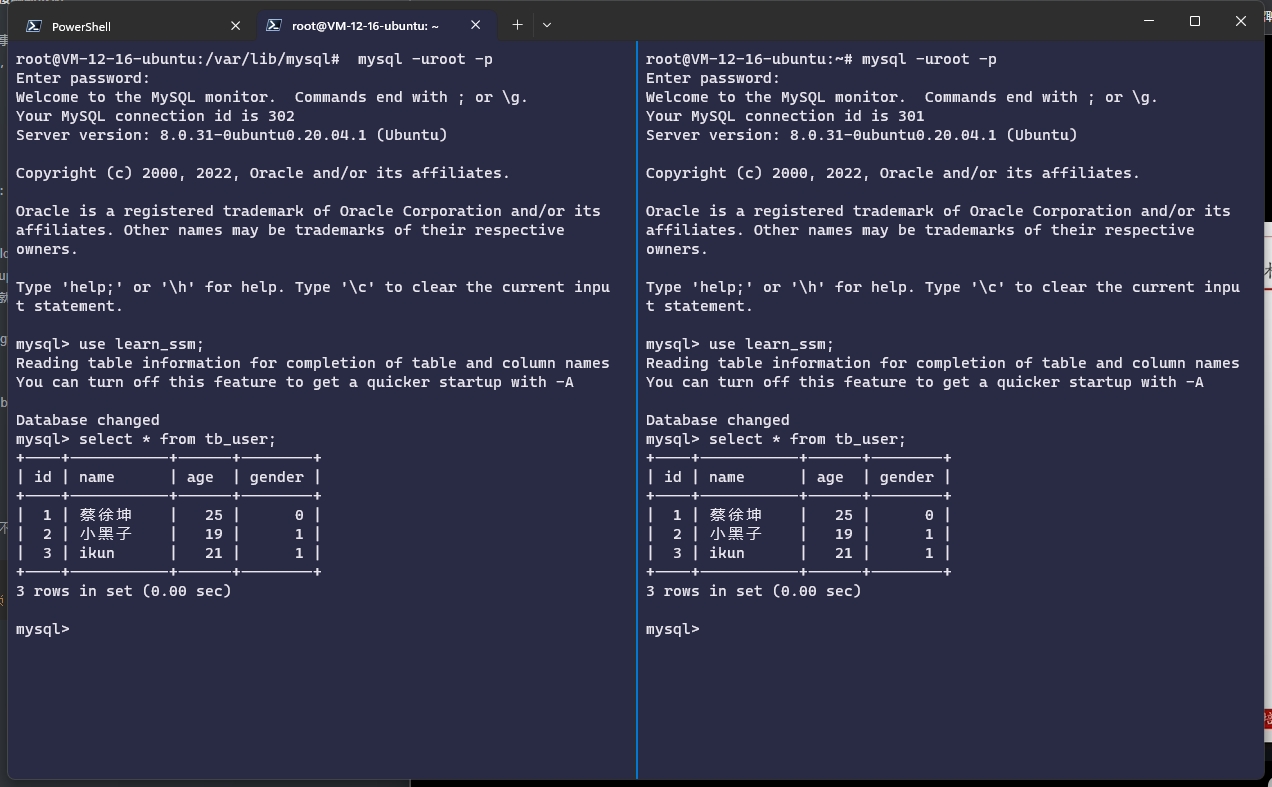 PowerShell
root@VM-12-16-ubuntu: ~
root@VM-12-16-ubuntu:/var/lib/mysql#  mysql -uroot -p
Enter password:
Welcome to the MySQL monitor.  Commands end with ; or \g.
Your MySQL connection id is 302
Server version: 8.0.31-0ubuntu0.20.04.1 (Ubuntu)
Copyright (c) 2000, 2022, Oracle and/or its affiliates.
Oracle is a registered trademark of Oracle Corporation and/or its
affiliates. Other names may be trademarks of their respective
owners.
Type 'help;' or '\h' for help. Type '\c' to clear the current inpu
t statement.
mysql> use learn_ssm;
Reading table information for completion of table and column names
You can turn off this feature to get a quicker startup with -A
Database changed
mysql> select * from tb_user;
+----+-----------+------+--------+
| id | name      | age  | gender |
+----+-----------+------+--------+
|  1 | 蔡徐坤    |   25 |      0 |
|  2 | 小黑子    |   19 |      1 |
|  3 | ikun      |   21 |      1 |
+----+-----------+------+--------+
3 rows in set (0.00 sec)
mysql>
root@VM-12-16-ubuntu:~# mysql -uroot -p
Enter password:
Welcome to the MySQL monitor.  Commands end with ; or \g.
Your MySQL connection id is 301
Server version: 8.0.31-0ubuntu0.20.04.1 (Ubuntu)
Copyright (c) 2000, 2022, Oracle and/or its affiliates.
Oracle is a registered trademark of Oracle Corporation and/or its
affiliates. Other names may be trademarks of their respective
owners.
Type 'help;' or '\h' for help. Type '\c' to clear the current inpu
t statement.
mysql> use learn_ssm;
Reading table information for completion of table and column names
You can turn off this feature to get a quicker startup with -A
Database changed
mysql> select * from tb_user;
+----+-----------+------+--------+
| id | name      | age  | gender |
+----+-----------+------+--------+
|  1 | 蔡徐坤    |   25 |      0 |
|  2 | 小黑子    |   19 |      1 |
|  3 | ikun      |   21 |      1 |
+----+-----------+------+--------+
3 rows in set (0.00 sec)
mysql>